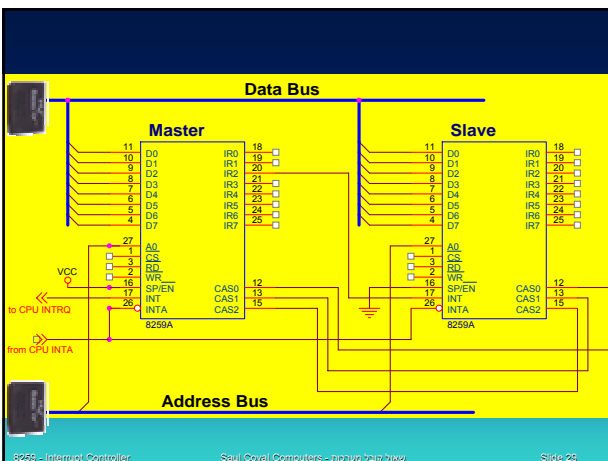 Data Bus
Master
Slave
11 D0 IR0 18
10 D1 IR1 19
9 D2 IR2 20
8 D3 IR3 21
7 D4 IR4 22
6 D5 IR5 23
5 D6 IR6 24
4 D7 IR7 25
27 A0
1 CS
3 RD
2 WR
16 SP/EN CAS0 12
17 INT CAS1 13
26 INTA CAS2 15
8259A
11 D0 IR0 18
10 D1 IR1 19
9 D2 IR2 20
8 D3 IR3 21
7 D4 IR4 22
6 D5 IR5 23
5 D6 IR6 24
4 D7 IR7 25
27 A0
1 CS
3 RD
2 WR
16 SP/EN CAS0 12
17 INT CAS1 13
26 INTA CAS2 15
8259A
VCC
to CPU INTRQ
from CPU INTA
Address Bus
8259 - Interrupt Controller
Saul Coval Computers - שאול קובל מערכות
Slide 29